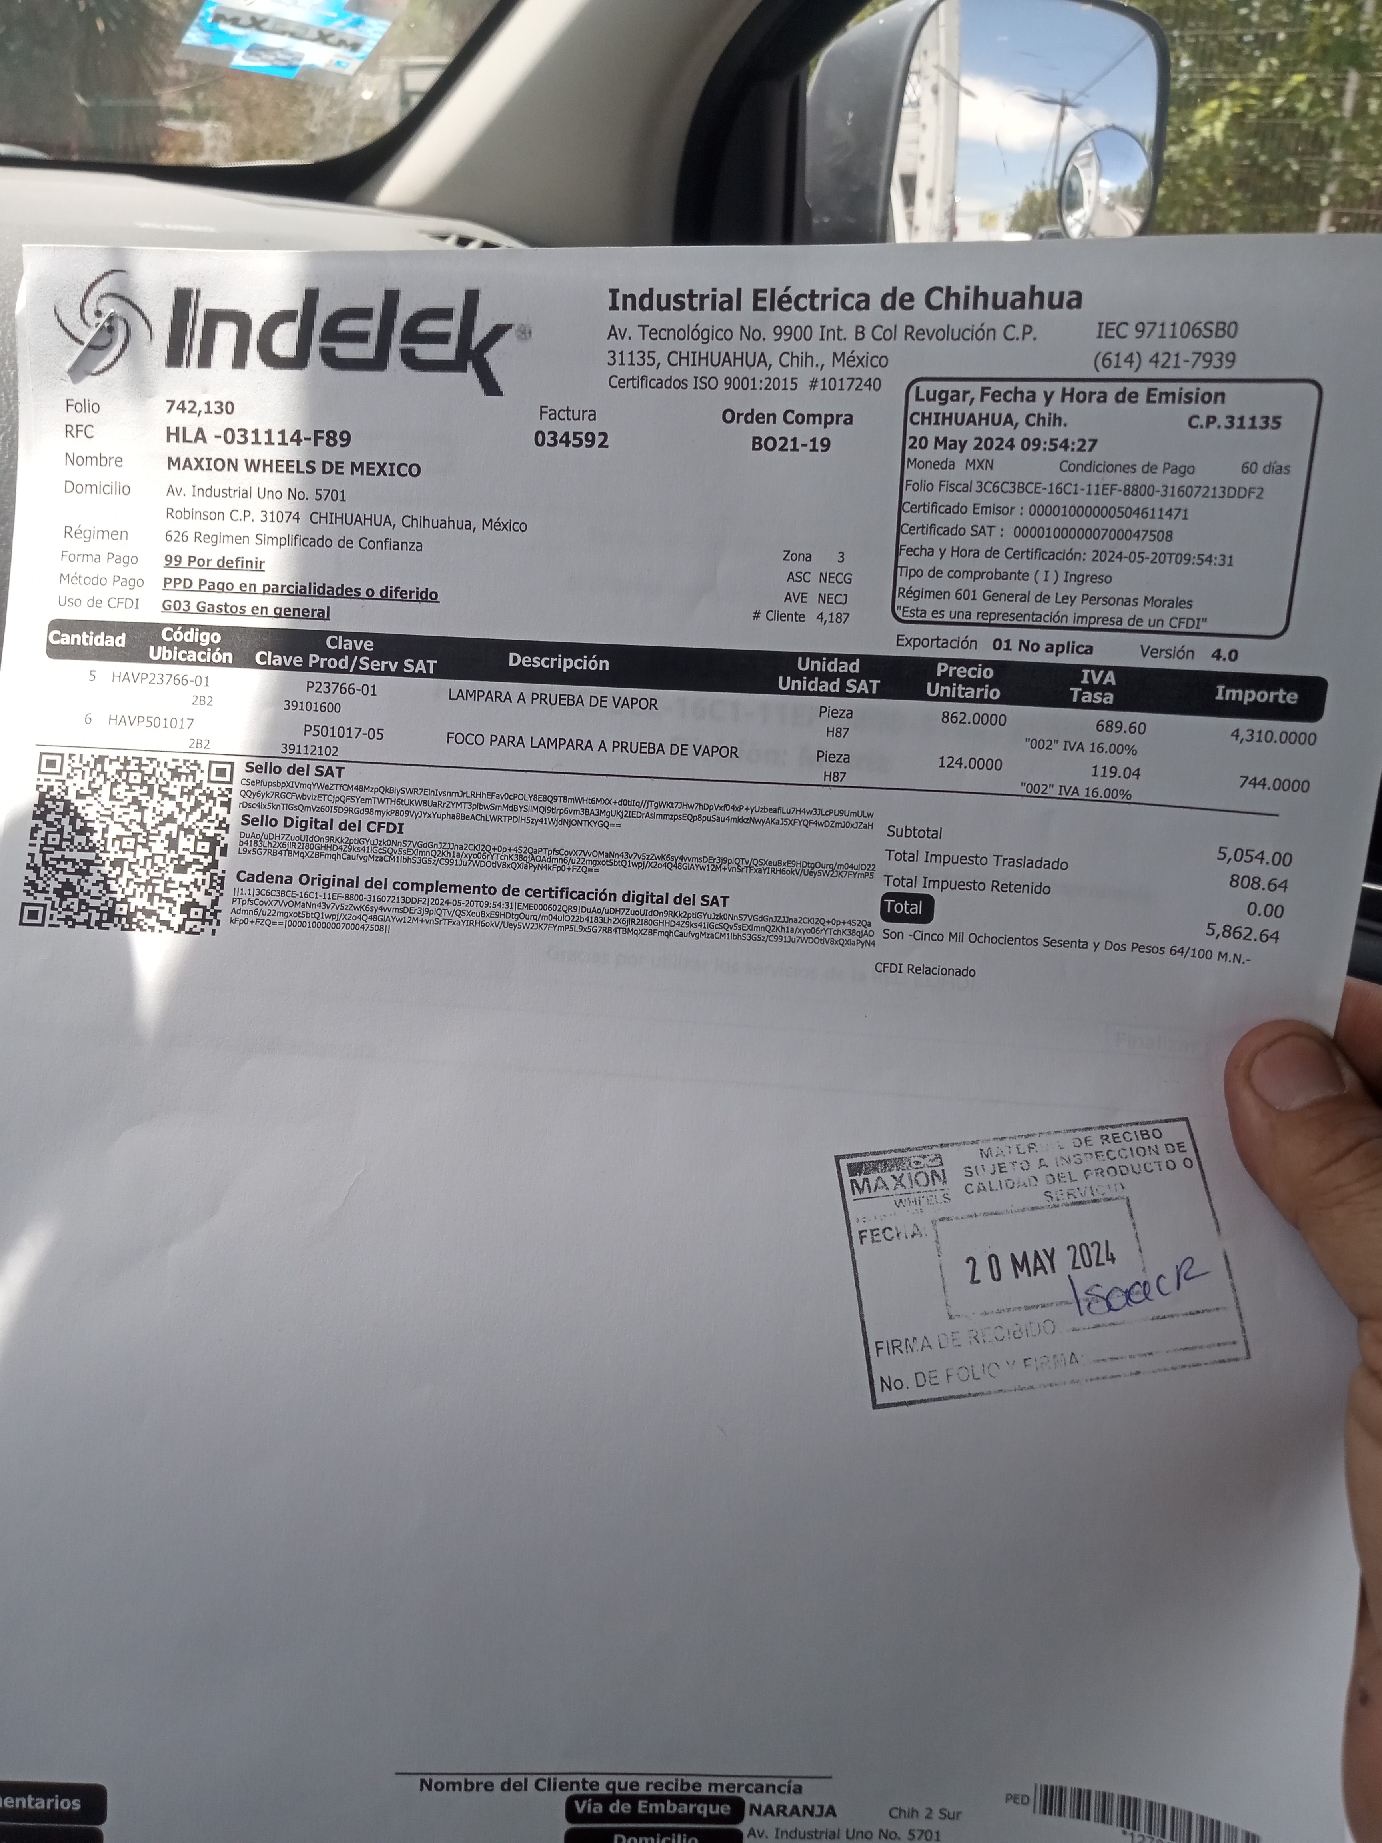 Indelek®
Industrial Eléctrica de Chihuahua
Av. Tecnológico No. 9900 Int. B Col Revolución C.P. IEC 971106SB0
31135, CHIHUAHUA, Chih., México (614) 421-7939
Certificados ISO 9001:2015 #1017240
Folio 742,130
RFC HLA -031114-F89
Nombre MAXION WHEELS DE MEXICO
Domicilio Av. Industrial Uno No. 5701
Robinson C.P. 31074 CHIHUAHUA, Chihuahua, México
Régimen 626 Regimen Simplificado de Confianza
Forma Pago 99 Por definir
Método Pago PPD Pago en parcialidades o diferido
Uso de CFDI G03 Gastos en general
Factura
034592
Orden Compra
BO21-19
Zona 3
ASC NECG
AVE NECJ
# Cliente 4,187
Lugar, Fecha y Hora de Emision
CHIHUAHUA, Chih. C.P. 31135
20 May 2024 09:54:27
Moneda MXN Condiciones de Pago 60 días
Folio Fiscal 3C6C3BCE-16C1-11EF-8800-31607213DDF2
Certificado Emisor : 00001000000504611471
Certificado SAT : 00001000000700047508
Fecha y Hora de Certificación: 2024-05-20T09:54:31
Tipo de comprobante ( I ) Ingreso
Régimen 601 General de Ley Personas Morales
"Esta es una representación impresa de un CFDI"
Exportación 01 No aplica Versión 4.0
Cantidad Código Ubicación Clave Clave Prod/Serv SAT Descripción Unidad Unidad SAT Precio Unitario IVA Tasa Importe
5 HAVP23766-01 P23766-01 LAMPARA A PRUEBA DE VAPOR Pieza 862.0000 689.60 4,310.0000
2B2 39101600 H87 "002" IVA 16.00%
6 HAVP501017 P501017-05 FOCO PARA LAMPARA A PRUEBA DE VAPOR Pieza 124.0000 119.04 744.0000
2B2 39112102 H87 "002" IVA 16.00%
Sello del SAT
Sello Digital del CFDI
Cadena Original del complemento de certificación digital del SAT
Subtotal 5,054.00
Total Impuesto Trasladado 808.64
Total Impuesto Retenido 0.00
Total 5,862.64
Son -Cinco Mil Ochocientos Sesenta y Dos Pesos 64/100 M.N.-
CFDI Relacionado
MAXION
WHEELS
MATERIAL DE RECIBO
SUJETO A INSPECCION DE
CALIDAD DEL PRODUCTO O
SERVICIO
FECHA:
20 MAY 2024
Isaac R
FIRMA DE RECIBIDO
No. DE FOLIO Y FIRMA:
Nombre del Cliente que recibe mercancía
entarios
Vía de Embarque NARANJA Chih 2 Sur
Domicilio Av. Industrial Uno No. 5701
PED